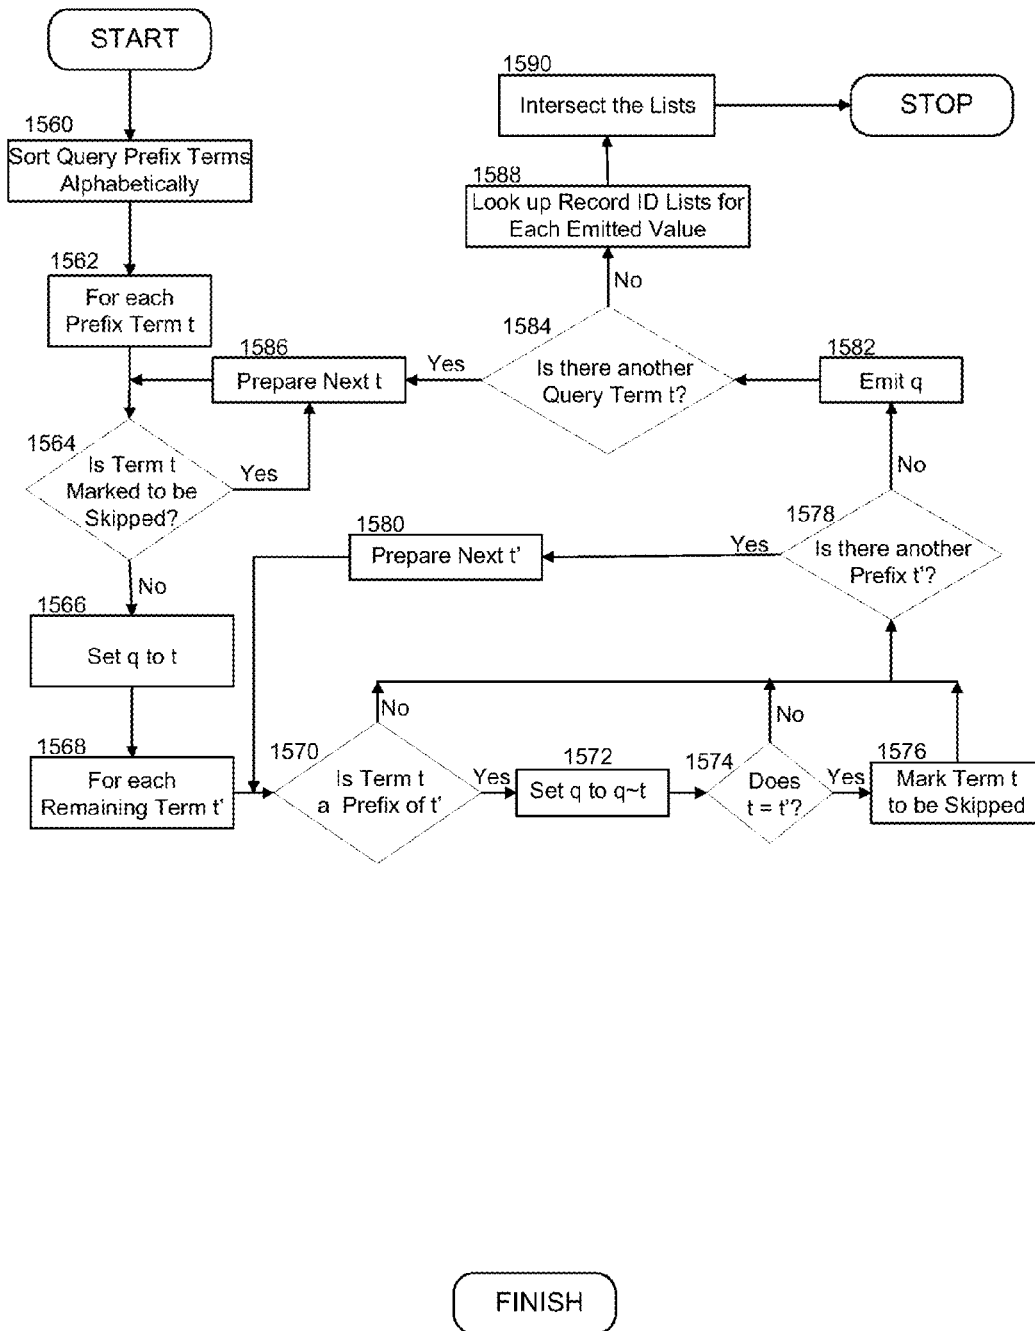 START
1560
Sort Query Prefix Terms
Alphabetically
1562
For each
Prefix Term t
1564
Is Term t
Marked to be
Skipped?
Yes
No
1566
Set q to t
1568
For each
Remaining Term t'
1590
Intersect the Lists
STOP
1588
Look up Record ID Lists for
Each Emitted Value
No
1584
Is there another
Query Term t?
Yes
1586
Prepare Next t
1582
Emit q
No
1578
Is there another
Prefix t'?
Yes
1580
Prepare Next t'
No
1570
Is Term t
a Prefix of t'
Yes
1572
Set q to q~t
No
1574
Does
t = t'?
Yes
1576
Mark Term t
to be Skipped
FINISH